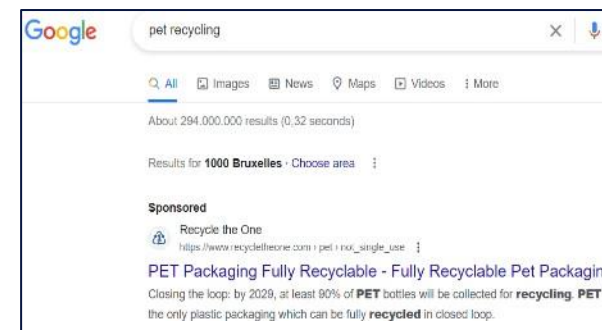 Google
pet recycling
All Images News Maps Videos More
About 294.000.000 results (0,32 seconds)
Results for 1000 Bruxelles · Choose area
Sponsored
Recycle the One
https://www.recycletheone.com › pet › not_single_use
PET Packaging Fully Recyclable - Fully Recyclable Pet Packagin
Closing the loop: by 2029, at least 90% of PET bottles will be collected for recycling. PET
the only plastic packaging which can be fully recycled in closed loop.